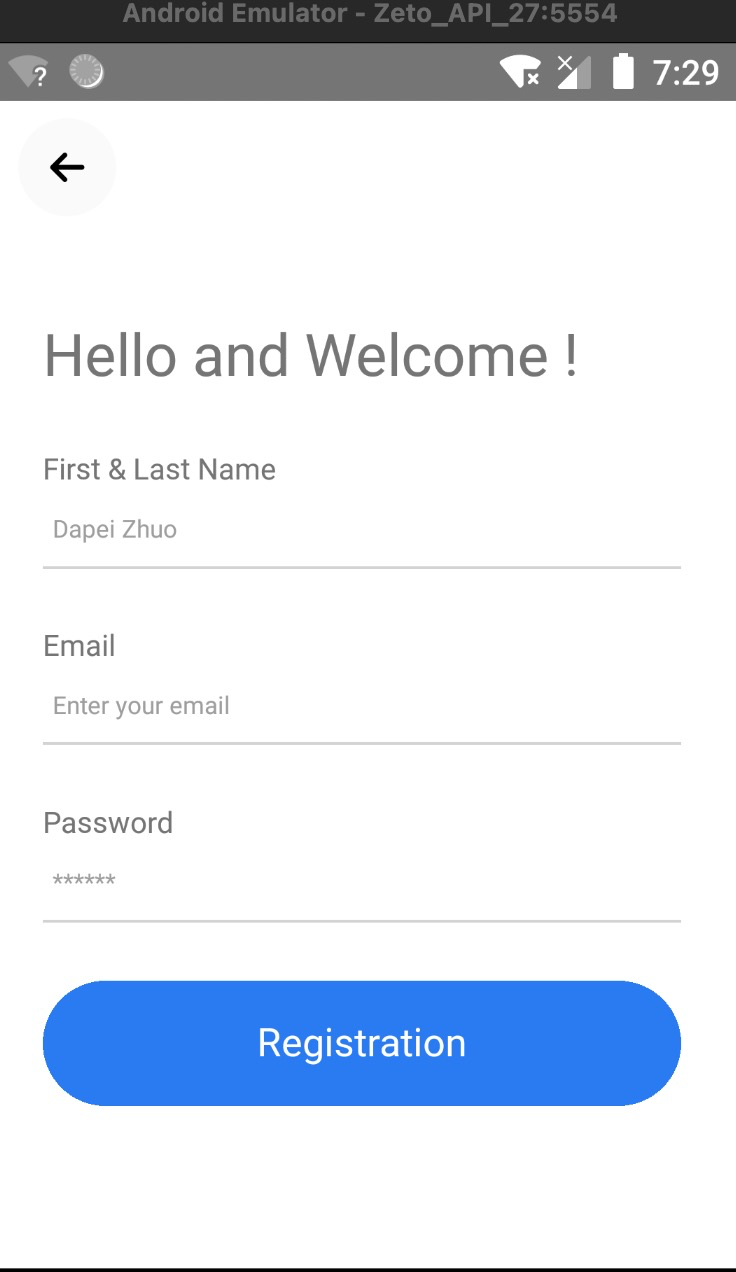 Android Emulator - Zeto_API_27:5554
7:29
Hello and Welcome !
First & Last Name
Dapei Zhuo
Email
Enter your email
Password
******
Registration